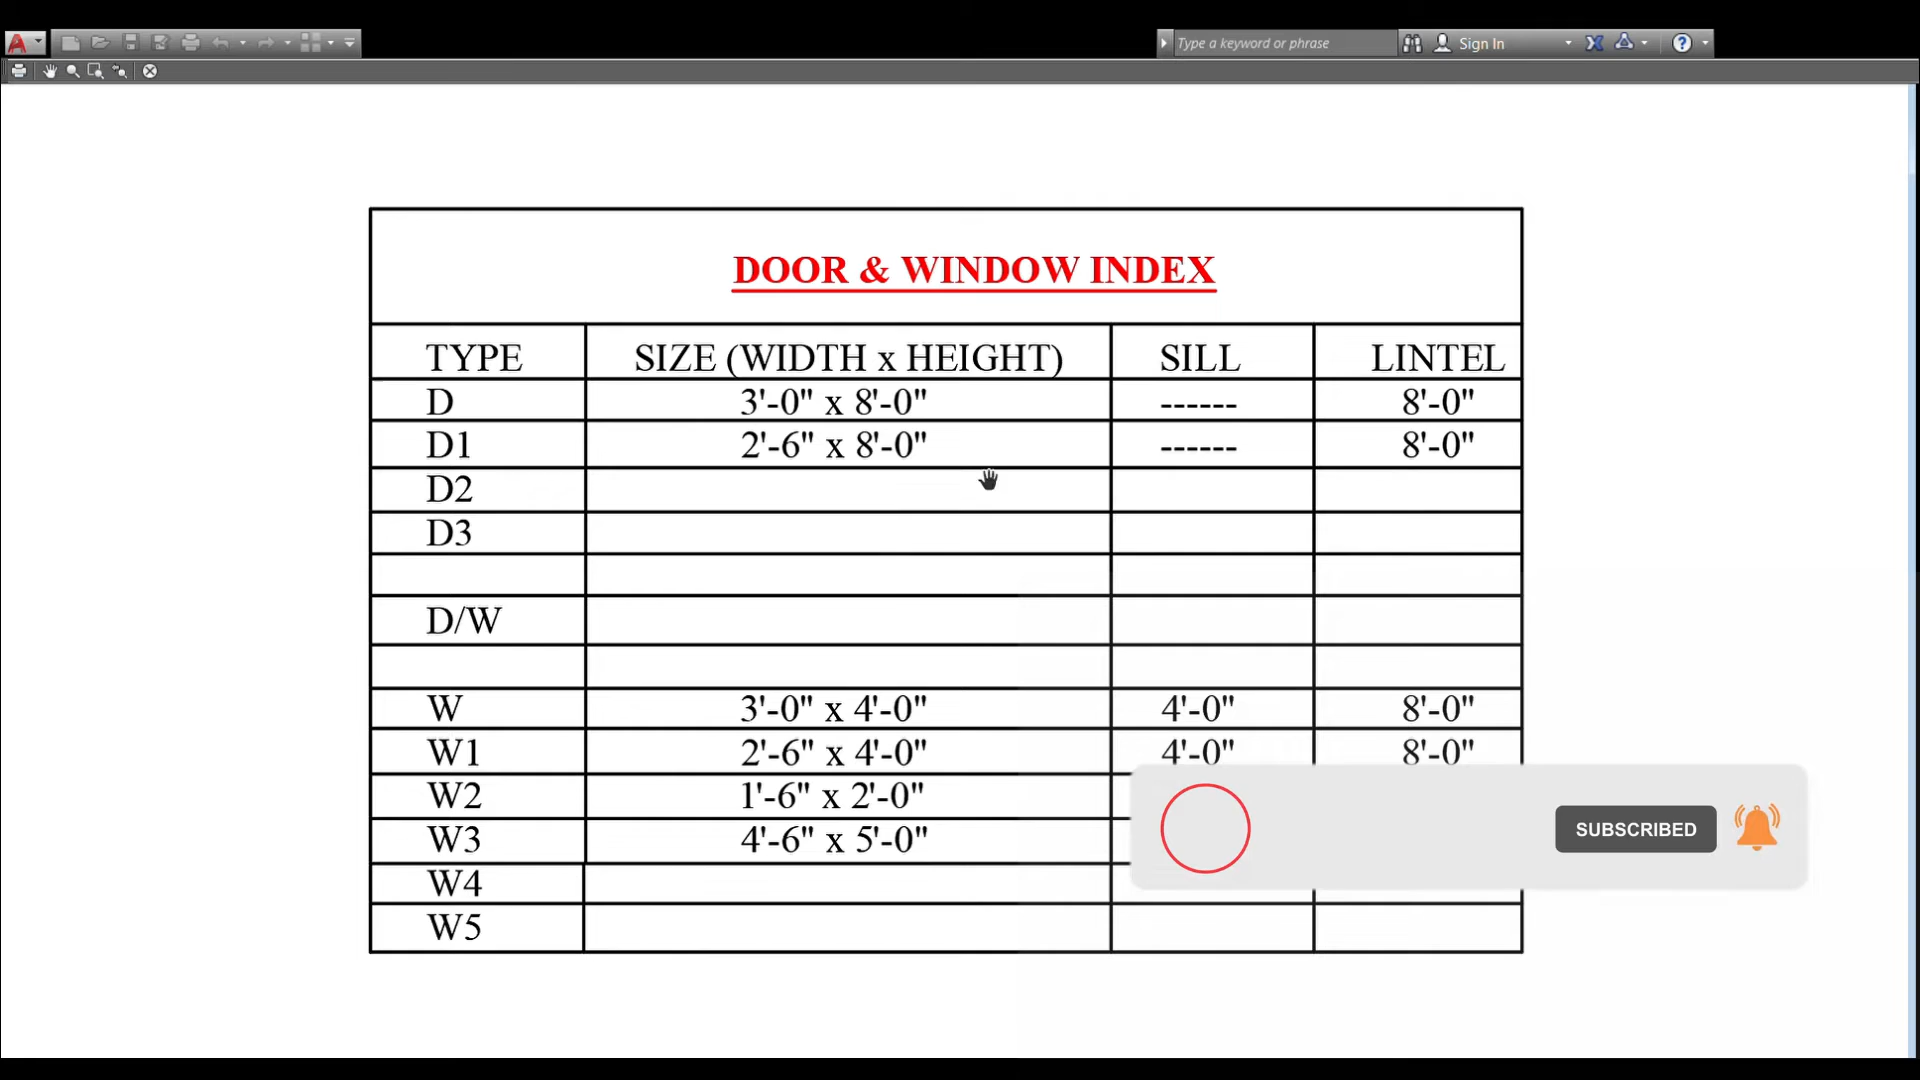 Type a keyword or phrase
Sign In
DOOR & WINDOW INDEX
TYPE SIZE (WIDTH x HEIGHT) SILL LINTEL
D 3'-0" x 8'-0" ------ 8'-0"
D1 2'-6" x 8'-0" ------ 8'-0"
D2
D3
D/W
W 3'-0" x 4'-0" 4'-0" 8'-0"
W1 2'-6" x 4'-0" 4'-0" 8'-0"
W2 1'-6" x 2'-0"
W3 4'-6" x 5'-0"
SUBSCRIBED
W4
W5